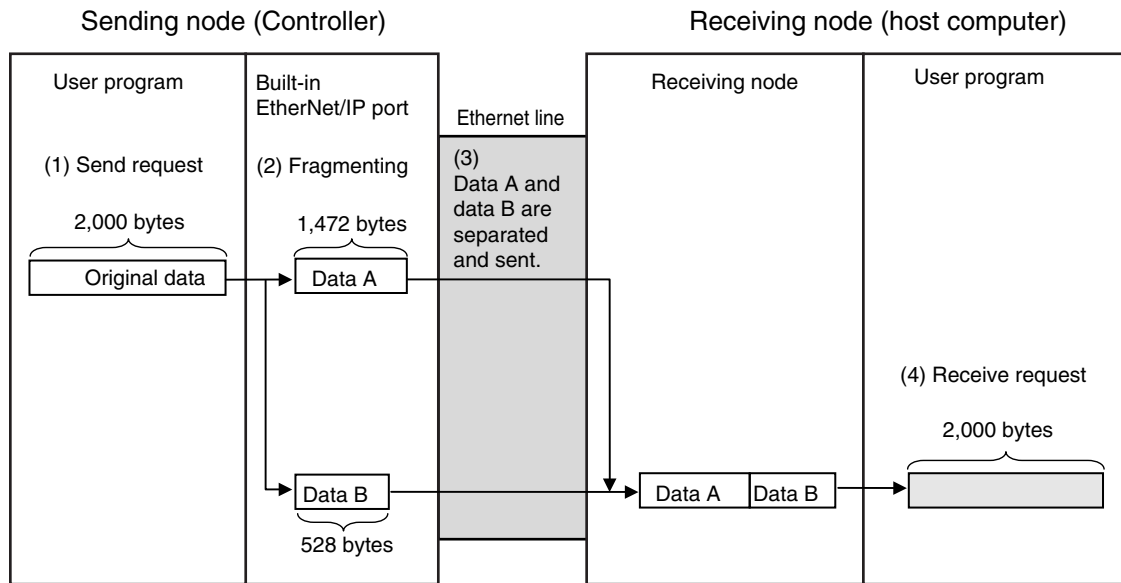 Sending node (Controller)
Receiving node (host computer)
User program
Built-in
EtherNet/IP port
Ethernet line
Receiving node
User program
(1) Send request
(2) Fragmenting
(3)
Data A and
data B are
separated
and sent.
2,000 bytes
1,472 bytes
Original data
Data A
(4) Receive request
2,000 bytes
Data B
528 bytes
Data A
Data B